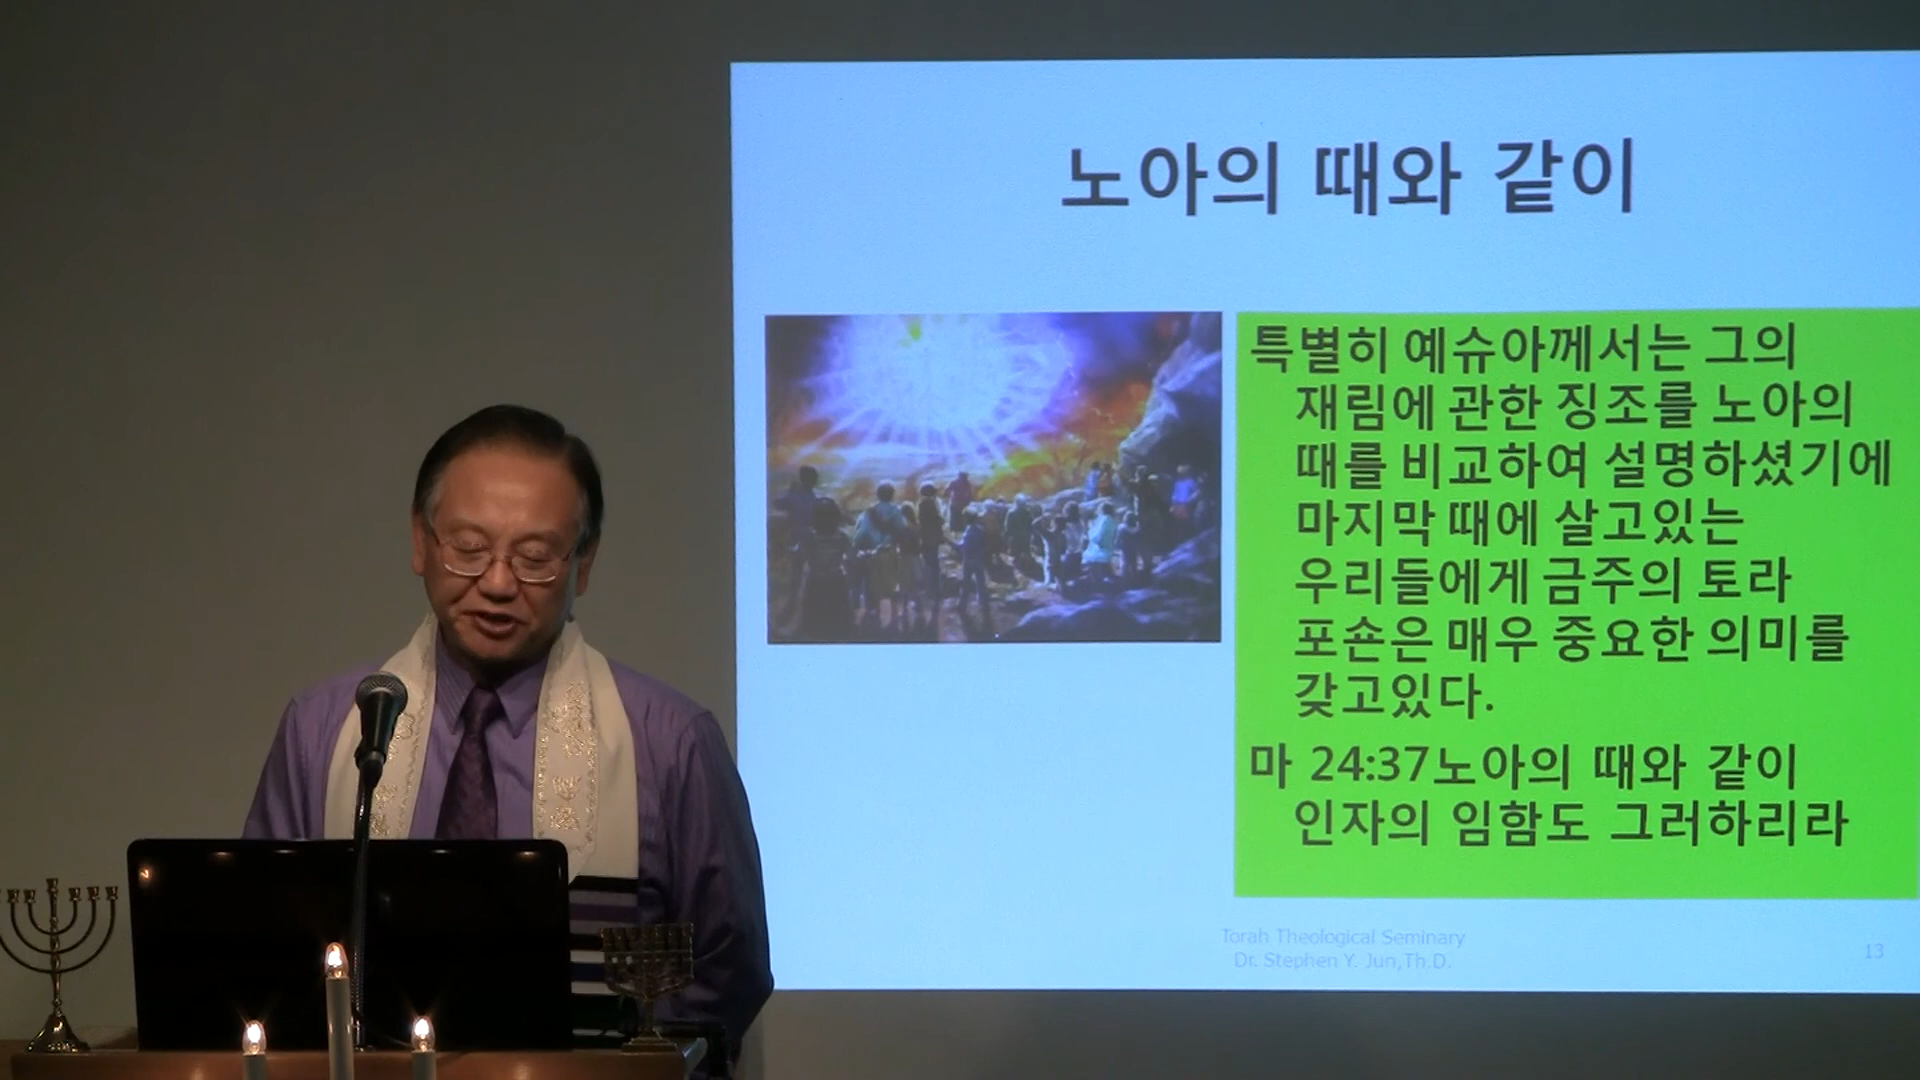 노아의 때와 같이
특별히 예슈아께서는 그의
재림에 관한 징조를 노아의
때를 비교하여 설명하셨기에
마지막 때에 살고있는
우리들에게 금주의 토라
포숀은 매우 중요한 의미를
갖고있다.
마 24:37노아의 때와 같이
인자의 임함도 그러하리라
Torah Theological Seminary
Dr. Stephen Y. Jun,Th.D.
13